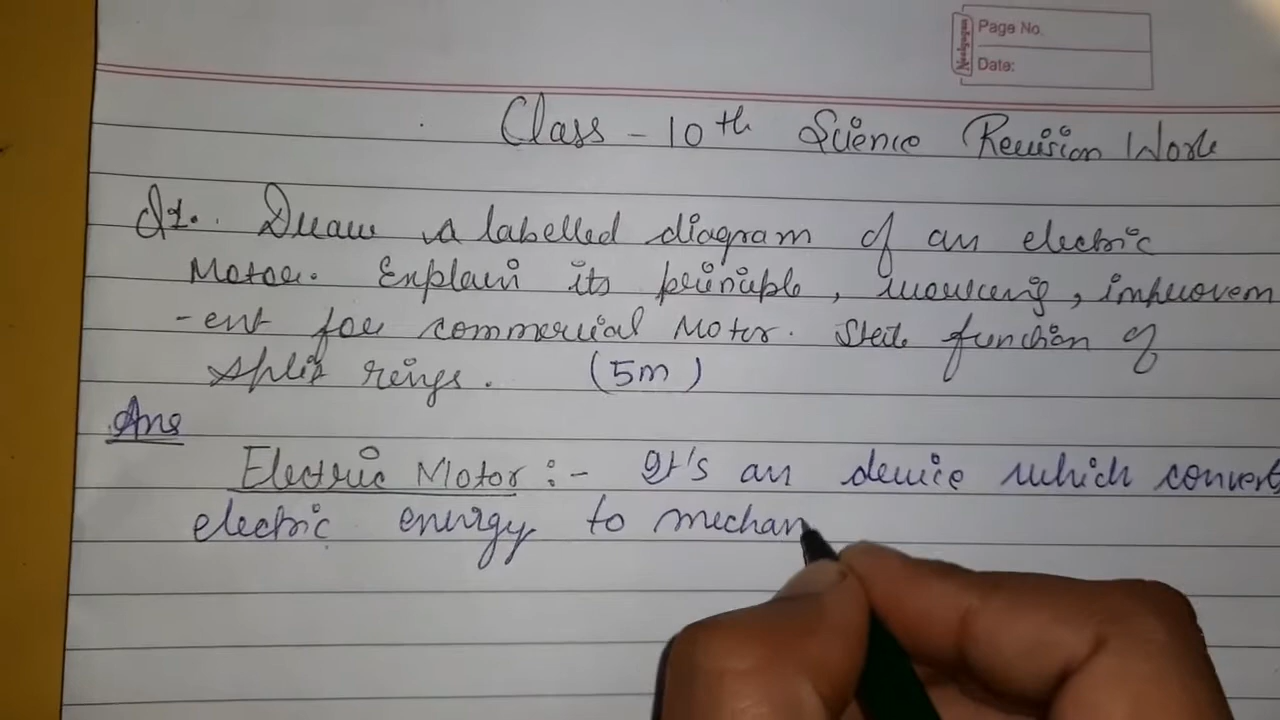 Page No.
Date:
Class - 10th Science Revision Work
Q1. Draw a labelled diagram of an electric
Motor. Explain its principle, working, improvem
-ent for commercial Motor. State function of
split rings. (5m)
Ans
Electric Motor :- It's an device which convert
electric energy to mechan